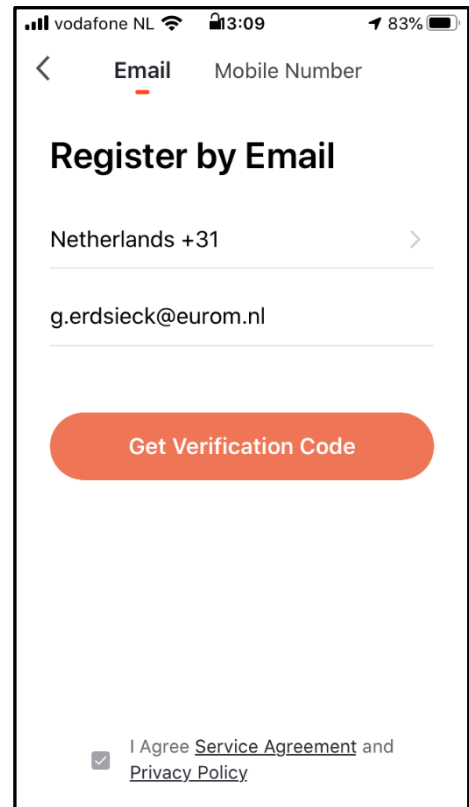 vodafone NL 13:09 83%
Email Mobile Number
Register by Email
Netherlands +31
g.erdsieck@eurom.nl
Get Verification Code
I Agree Service Agreement and
Privacy Policy